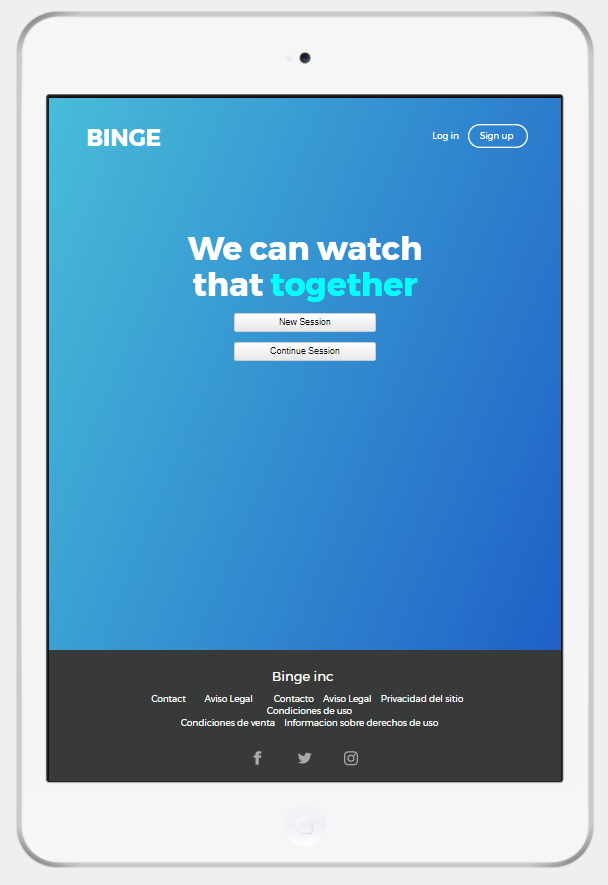 BINGE
Log in
Sign up
We can watch
that together
New Session
Continue Session
Binge inc
Contact Aviso Legal Contacto Aviso Legal Privacidad del sitio
Condiciones de uso
Condiciones de venta Informacion sobre derechos de uso